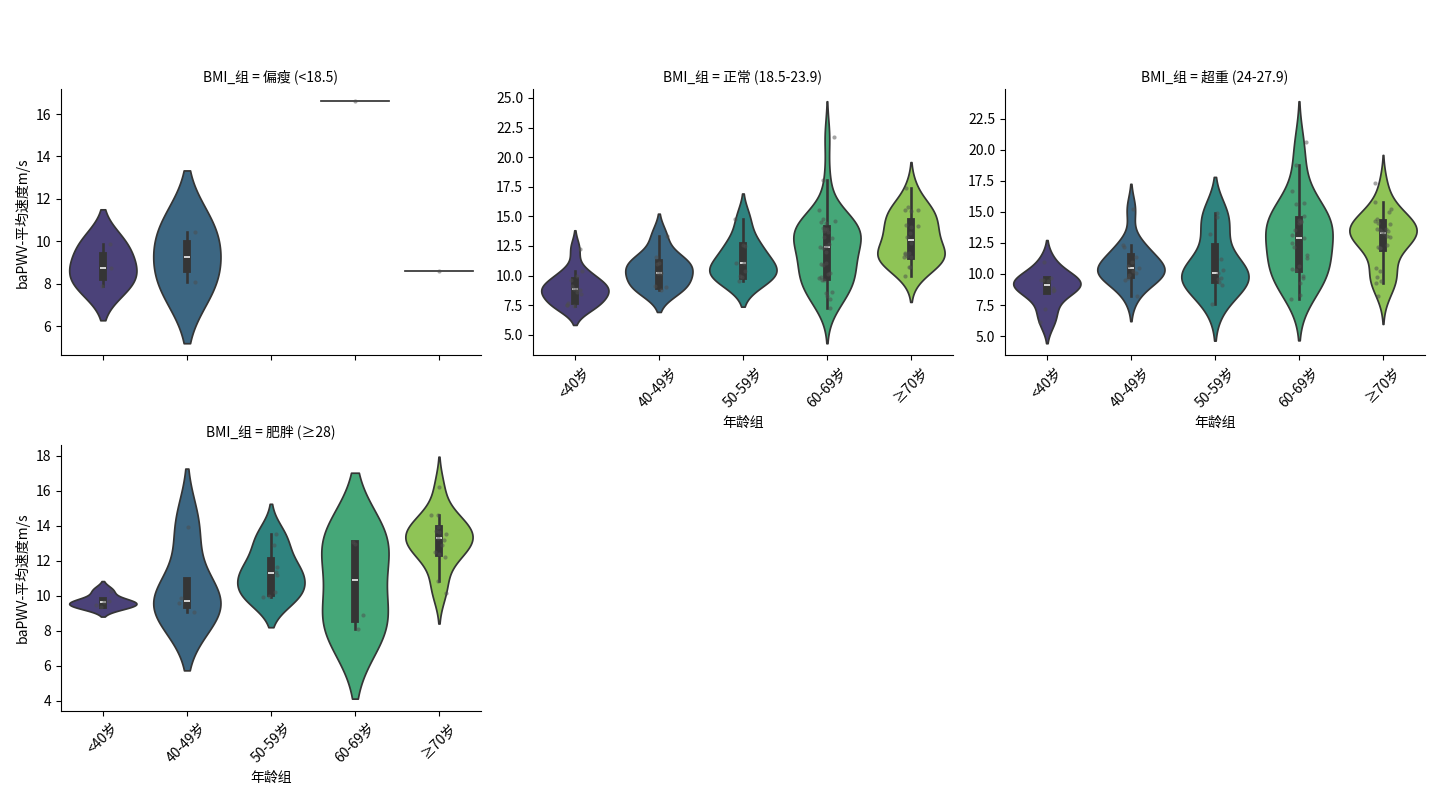 BMI_组 = 偏瘦 (<18.5)
BMI_组 = 正常 (18.5-23.9)
BMI_组 = 超重 (24-27.9)
baPWV-平均速度m/s
16
14
12
10
8
6
25.0
22.5
20.0
17.5
15.0
12.5
10.0
7.5
5.0
<40岁
40-49岁
50-59岁
60-69岁
≥70岁
年龄组
22.5
20.0
17.5
15.0
12.5
10.0
7.5
5.0
<40岁
40-49岁
50-59岁
60-69岁
≥70岁
年龄组
BMI_组 = 肥胖 (≥28)
baPWV-平均速度m/s
18
16
14
12
10
8
6
4
<40岁
40-49岁
50-59岁
60-69岁
≥70岁
年龄组